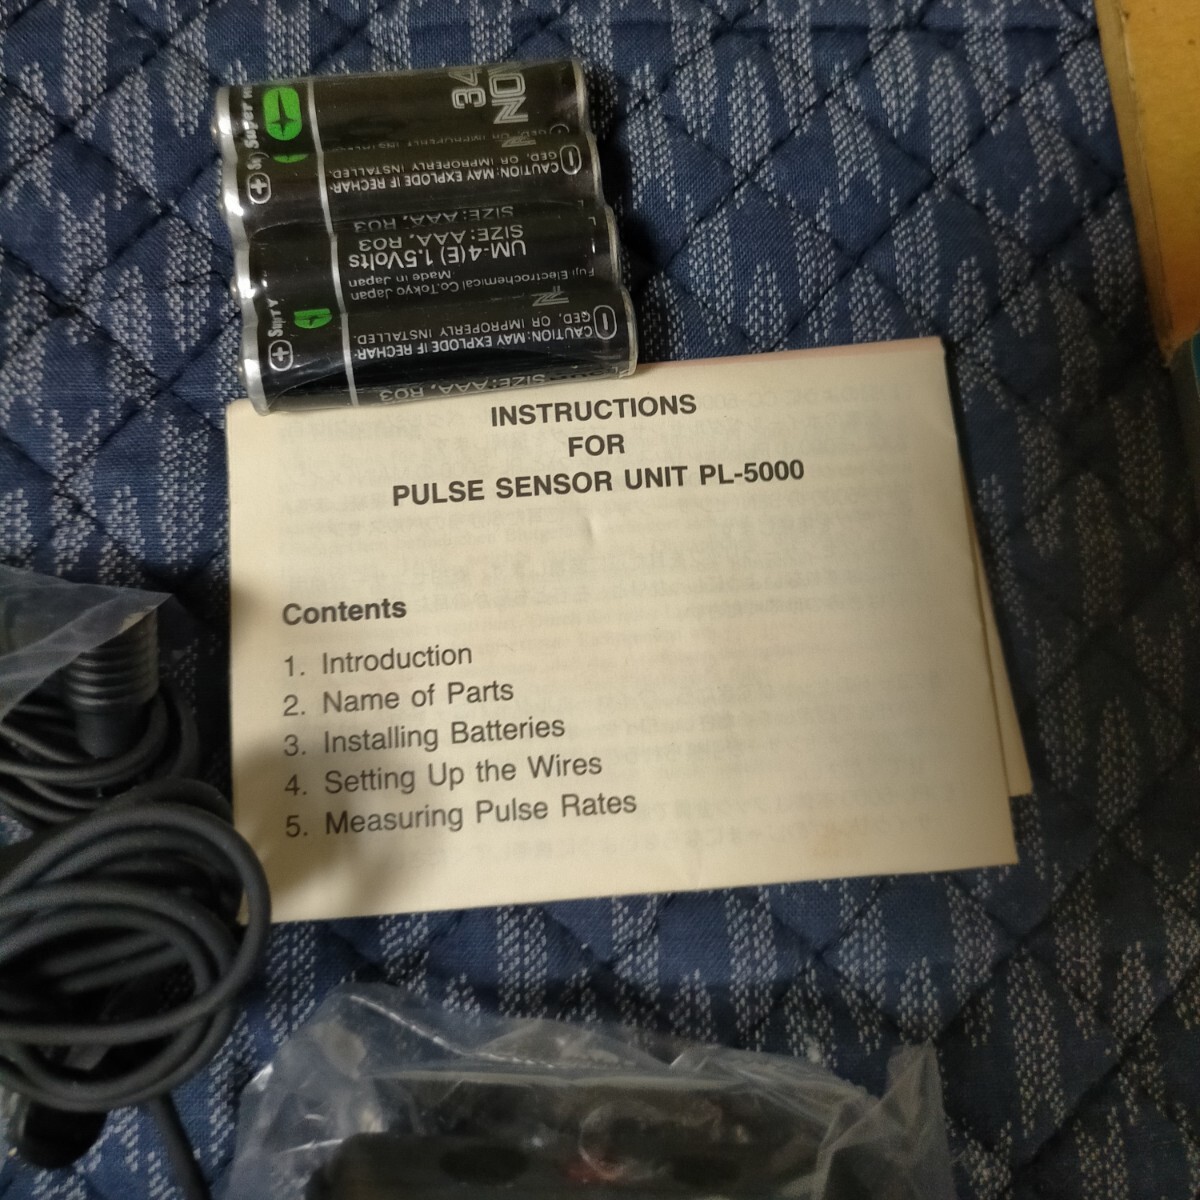 Super
34
NO
GED, OR IMPROPERLY INSTALLED.
CAUTION: MAY EXPLODE IF RECHAR-
SIZE: AAA, R03
SIZE: AAA, R03
UM-4(E) 1.5Volts
Made in Japan
Fuji Electrochemical Co. Tokyo Japan
GED, OR IMPROPERLY INSTALLED.
CAUTION: MAY EXPLODE IF RECHAR-
SIZE: AAA, R03
INSTRUCTIONS
FOR
PULSE SENSOR UNIT PL-5000
Contents
1. Introduction
2. Name of Parts
3. Installing Batteries
4. Setting Up the Wires
5. Measuring Pulse Rates